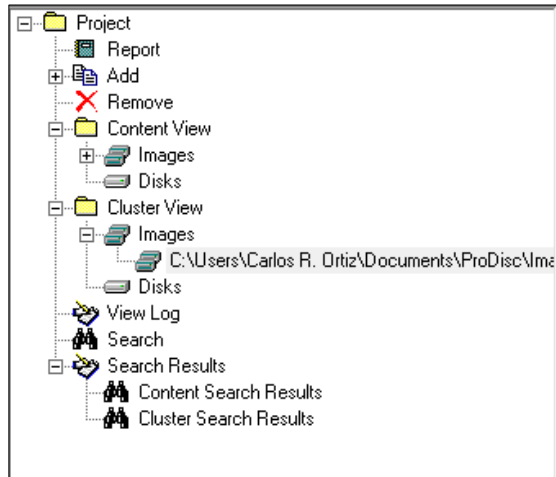 Project
Report
Add
Remove
Content View
Images
Disks
Cluster View
Images
C:\Users\Carlos R. Ortiz\Documents\ProDisc\Ima
Disks
View Log
Search
Search Results
Content Search Results
Cluster Search Results